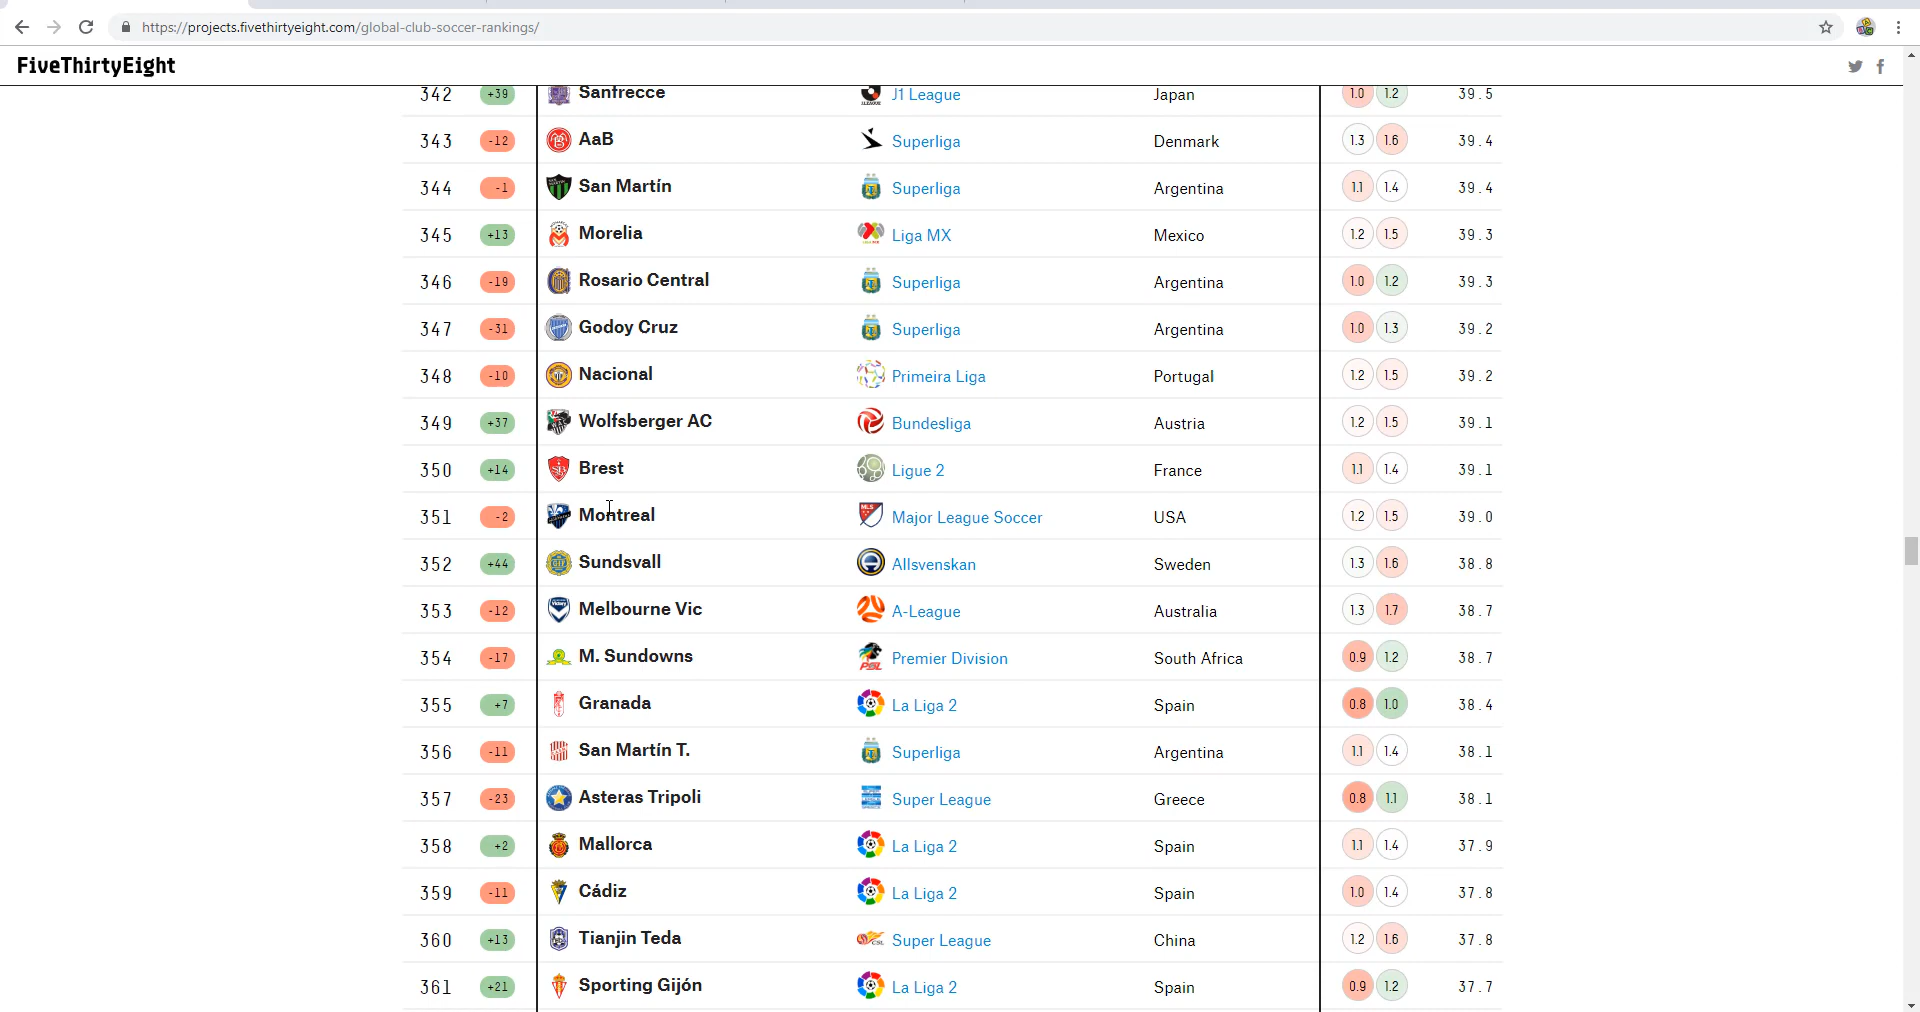 https://projects.fivethirtyeight.com/global-club-soccer-rankings/
FiveThirtyEight
342 +39 Sanfrecce J1 League Japan 1.0 1.2 39.5
343 -12 AaB Superliga Denmark 1.3 1.6 39.4
344 -1 San Martín Superliga Argentina 1.1 1.4 39.4
345 +13 Morelia Liga MX Mexico 1.2 1.5 39.3
346 -19 Rosario Central Superliga Argentina 1.0 1.2 39.3
347 -31 Godoy Cruz Superliga Argentina 1.0 1.3 39.2
348 -10 Nacional Primeira Liga Portugal 1.2 1.5 39.2
349 +37 Wolfsberger AC Bundesliga Austria 1.2 1.5 39.1
350 +14 Brest Ligue 2 France 1.1 1.4 39.1
351 -2 Montreal MLS Major League Soccer USA 1.2 1.5 39.0
352 +44 Sundsvall Allsvenskan Sweden 1.3 1.6 38.8
353 -12 Melbourne Vic A-League Australia 1.3 1.7 38.7
354 -17 M. Sundowns PSL Premier Division South Africa 0.9 1.2 38.7
355 +7 Granada La Liga 2 Spain 0.8 1.0 38.4
356 -11 San Martín T. Superliga Argentina 1.1 1.4 38.1
357 -23 Asteras Tripoli Super League Greece 0.8 1.1 38.1
358 +2 Mallorca La Liga 2 Spain 1.1 1.4 37.9
359 -11 Cádiz La Liga 2 Spain 1.0 1.4 37.8
360 +13 Tianjin Teda CSL Super League China 1.2 1.6 37.8
361 +21 Sporting Gijón La Liga 2 Spain 0.9 1.2 37.7